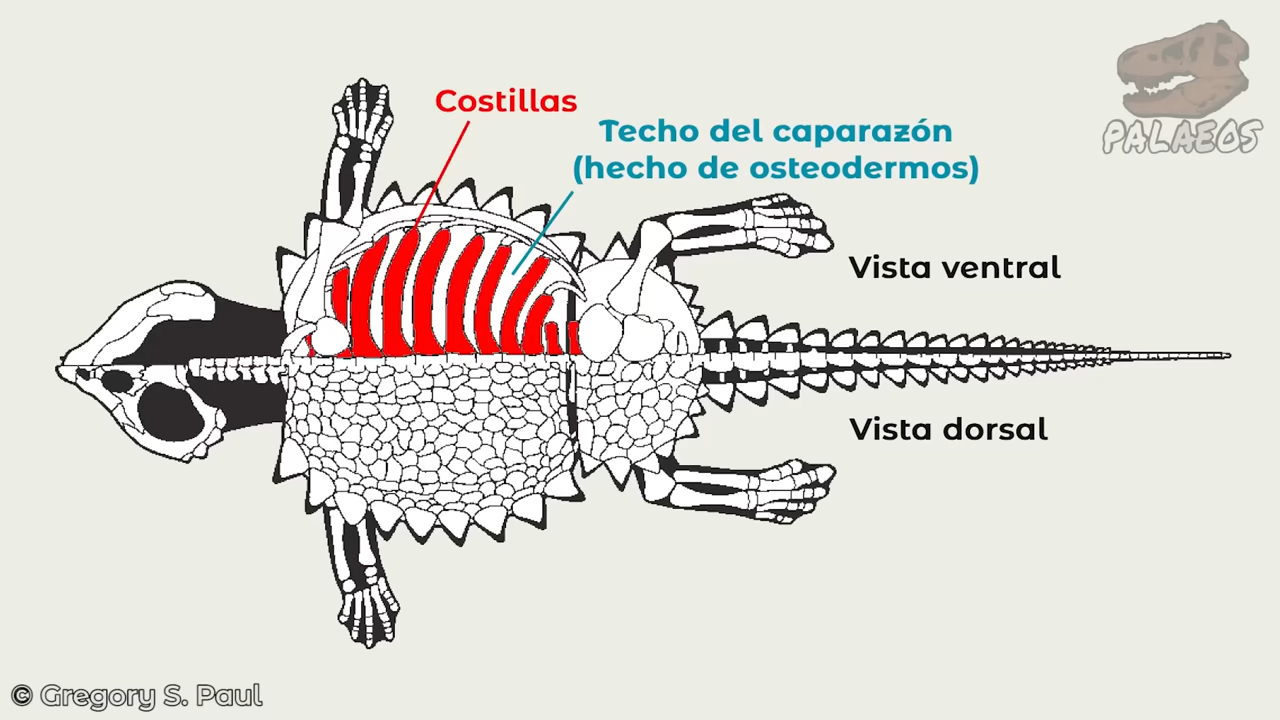 PALAEOS
Costillas
Techo del caparazón
(hecho de osteodermos)
Vista ventral
Vista dorsal
© Gregory S. Paul